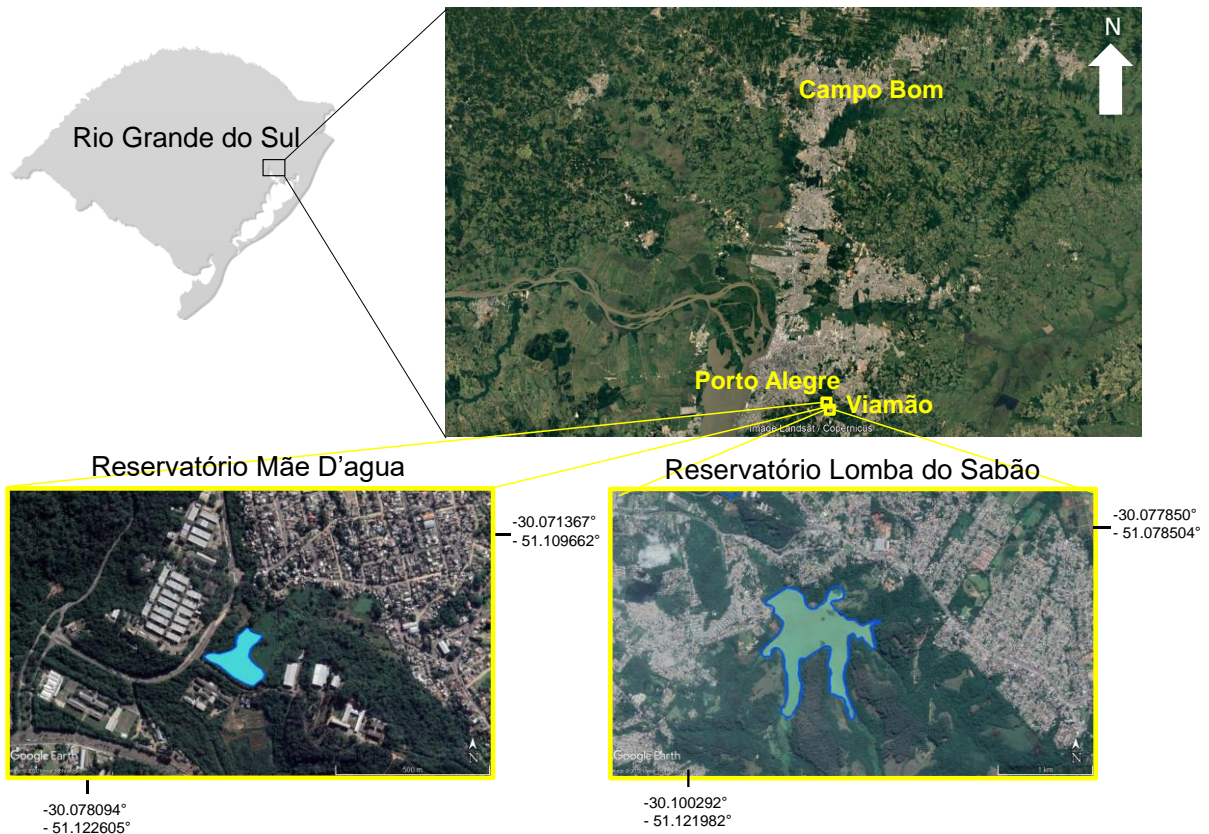 N
Campo Bom
Rio Grande do Sul
Porto Alegre
Viamão
Image Landsat / Copernicus
Reservatório Mãe D'agua
Reservatório Lomba do Sabão
-30.071367°
- 51.109662°
-30.077850°
- 51.078504°
Google Earth
500 m
N
Google Earth
1 km
N
-30.078094°
- 51.122605°
-30.100292°
- 51.121982°